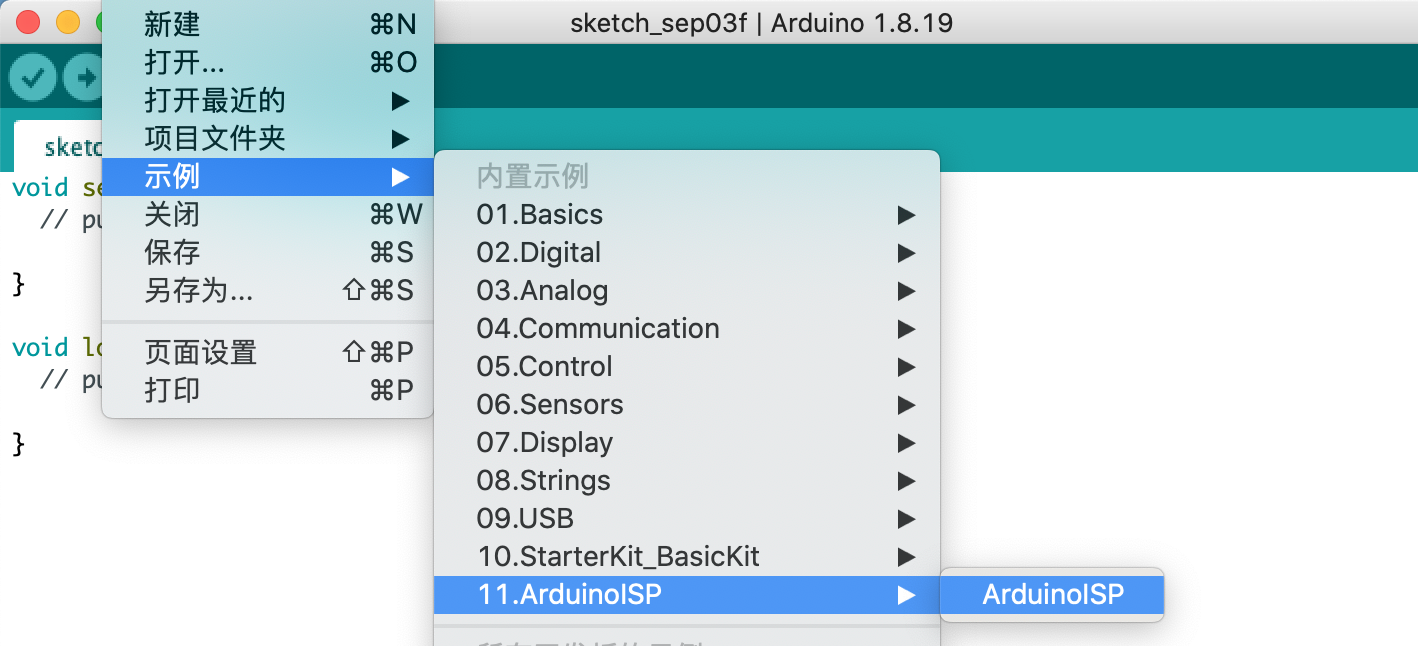 sketch_sep03f | Arduino 1.8.19
新建 ⌘N
打开... ⌘O
打开最近的 ▶
项目文件夹 ▶
示例 ▶
关闭 ⌘W
保存 ⌘S
另存为... ⇧⌘S
页面设置 ⇧⌘P
打印 ⌘P
内置示例
01.Basics ▶
02.Digital ▶
03.Analog ▶
04.Communication ▶
05.Control ▶
06.Sensors ▶
07.Display ▶
08.Strings ▶
09.USB ▶
10.StarterKit_BasicKit ▶
11.ArduinoISP ▶
ArduinoISP
sketc
void se
// pu
}
void lo
// pu
}